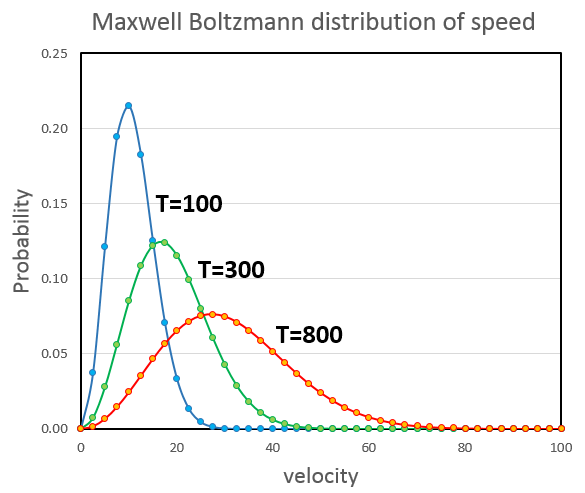 Maxwell Boltzmann distribution of speed
0.25
0.20
0.15
0.10
0.05
0.00
Probability
T=100
T=300
T=800
0 20 40 60 80 100
velocity